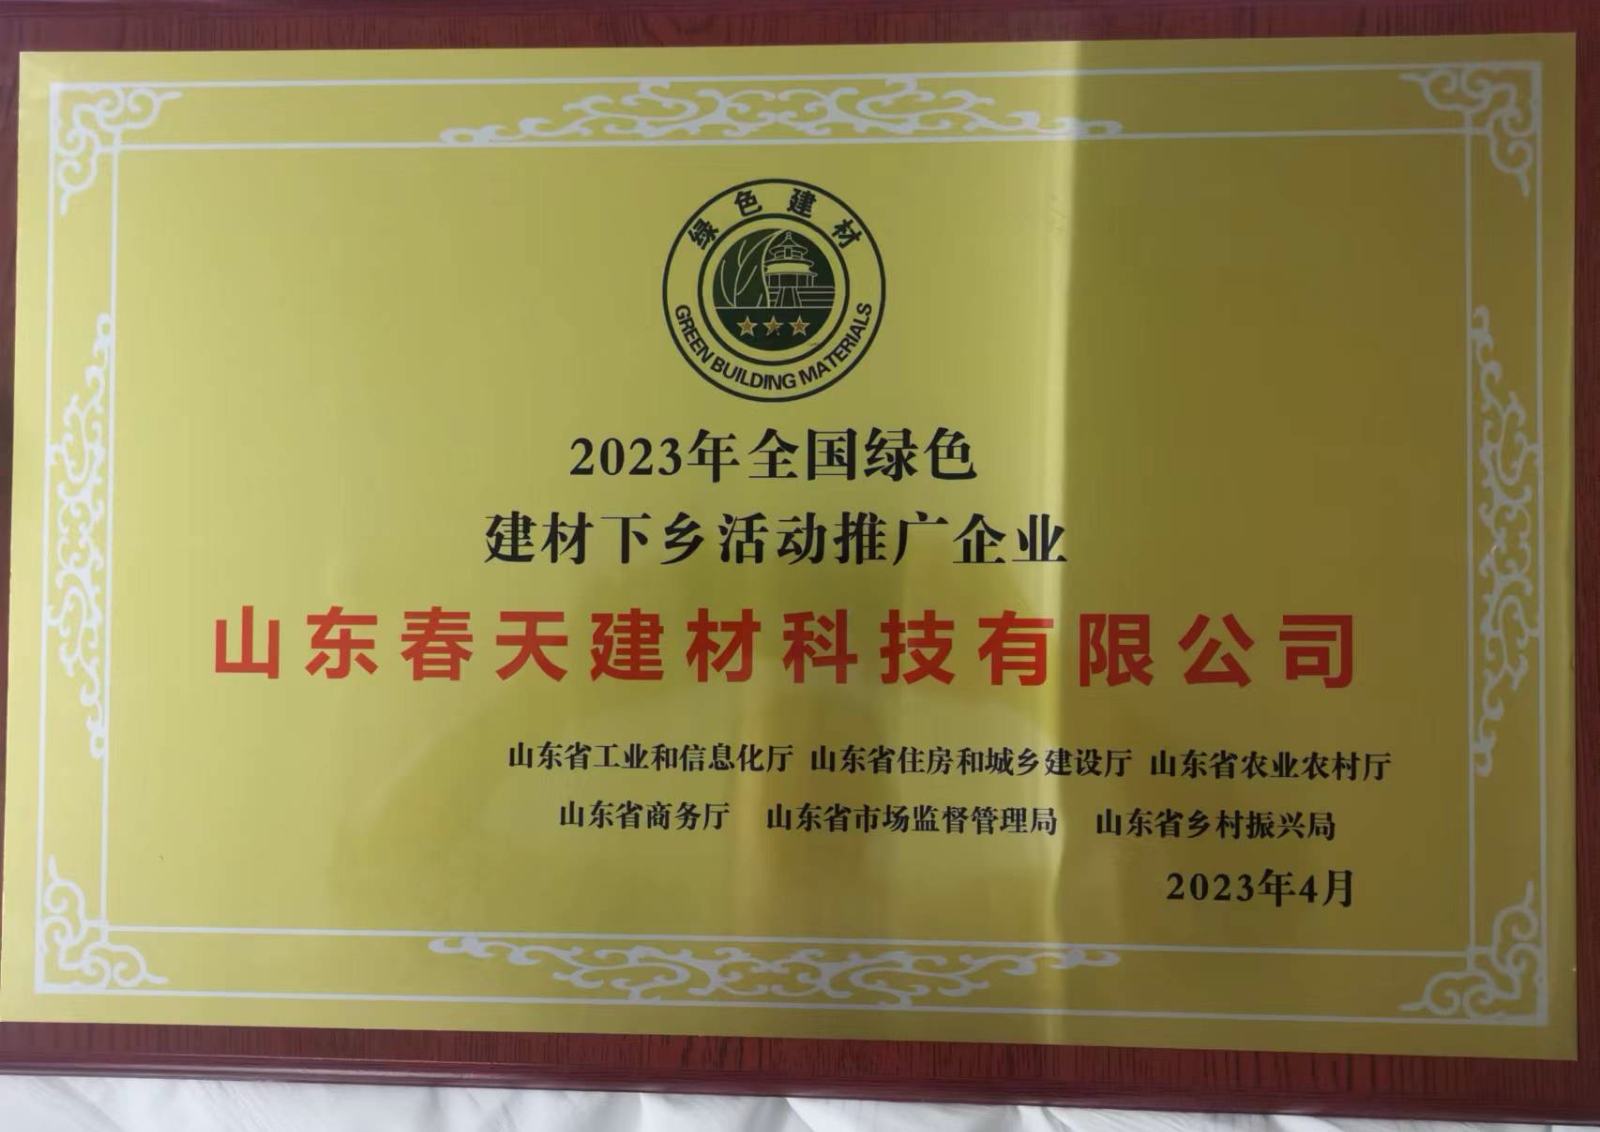 绿色建材
GREEN BUILDING MATERIALS
2023年全国绿色
建材下乡活动推广企业
山东春天建材科技有限公司
山东省工业和信息化厅 山东省住房和城乡建设厅 山东省农业农村厅
山东省商务厅 山东省市场监督管理局 山东省乡村振兴局
2023年4月